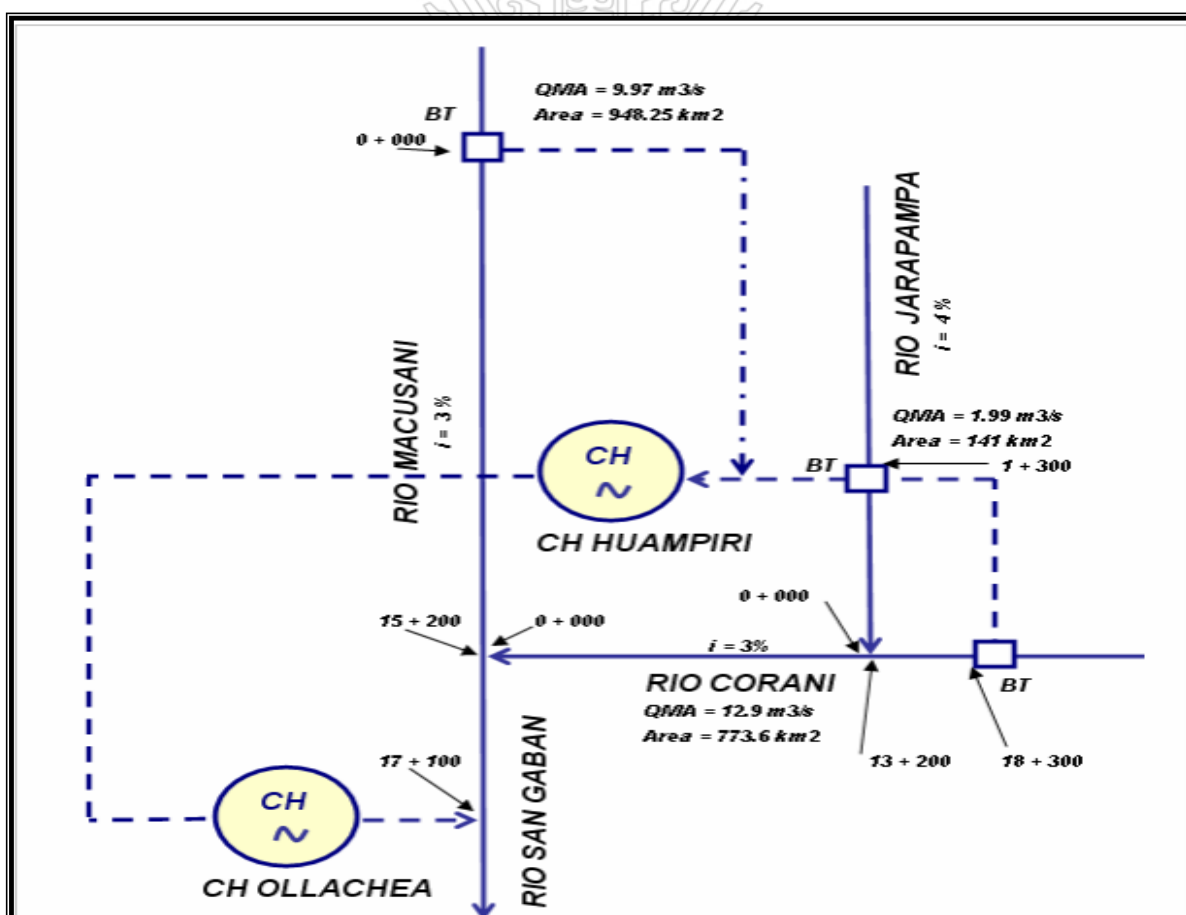 QMA = 9.97 m3/s
BT
Area = 948.25 km2
0 + 000
RIO JARAPAMPA
i = 4%
RIO MACUSANI
i = 3%
QMA = 1.99 m3/s
Area = 141 km2
CH
BT
1 + 300
CH HUAMPIRI
0 + 000
15 + 200
0 + 000
i = 3%
RIO CORANI
BT
QMA = 12.9 m3/s
Area = 773.6 km2
17 + 100
13 + 200
18 + 300
RIO SAN GABAN
CH
CH OLLACHEA